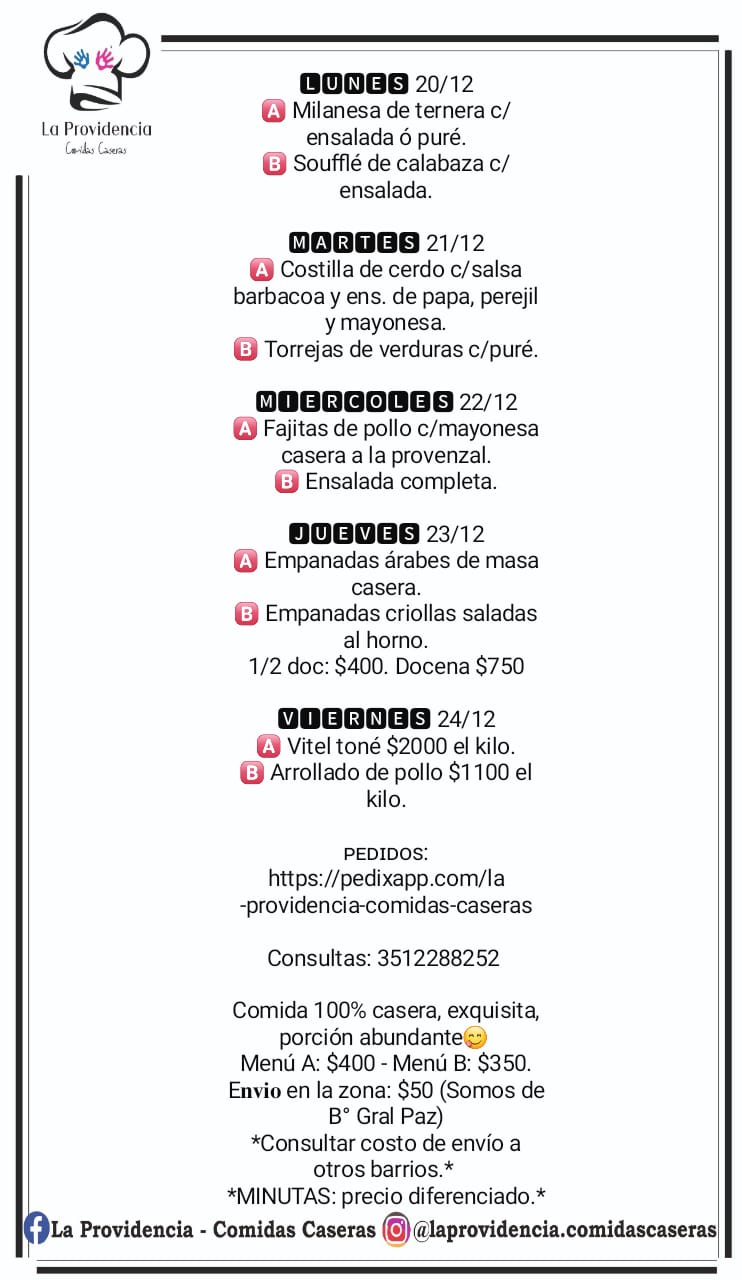 La Providencia
Comidas Caseras
LUNES 20/12
🅰 Milanesa de ternera c/
ensalada ó puré.
🅱 Soufflé de calabaza c/
ensalada.
MARTES 21/12
🅰 Costilla de cerdo c/salsa
barbacoa y ens. de papa, perejil
y mayonesa.
🅱 Torrejas de verduras c/puré.
MIERCOLES 22/12
🅰 Fajitas de pollo c/mayonesa
casera a la provenzal.
🅱 Ensalada completa.
JUEVES 23/12
🅰 Empanadas árabes de masa
casera.
🅱 Empanadas criollas saladas
al horno.
1/2 doc: $400. Docena $750
VIERNES 24/12
🅰 Vitel toné $2000 el kilo.
🅱 Arrollado de pollo $1100 el
kilo.
ᴘᴇᴅɪᴅᴏs:
https://pedixapp.com/la
-providencia-comidas-caseras
Consultas: 3512288252
Comida 100% casera, exquisita,
porción abundante😋
Menú A: $400 - Menú B: $350.
Envio en la zona: $50 (Somos de
B° Gral Paz)
*Consultar costo de envío a
otros barrios.*
*MINUTAS: precio diferenciado.*
La Providencia - Comidas Caseras @laprovidencia.comidascaseras